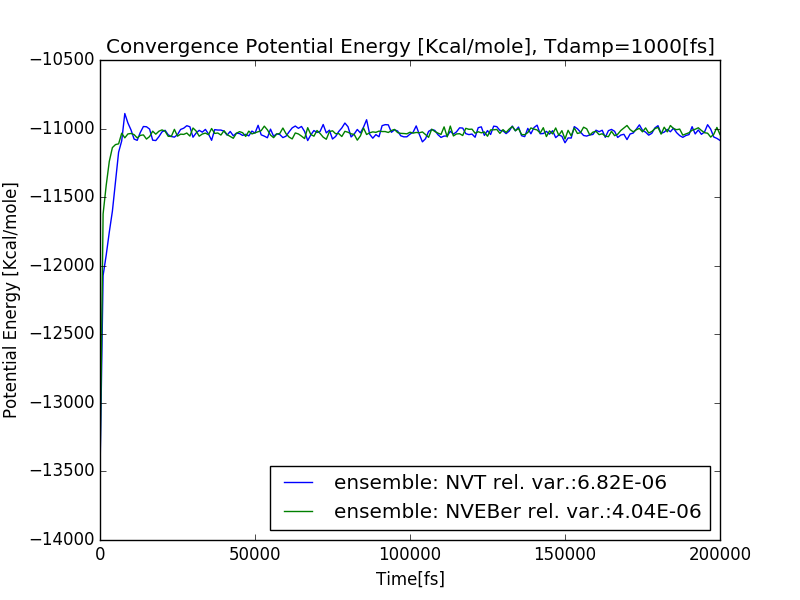 Convergence Potential Energy [Kcal/mole], Tdamp=1000[fs]
−10500
−11000
−11500
−12000
−12500
−13000
−13500
−14000
Potential Energy [Kcal/mole]
ensemble: NVT rel. var.:6.82E-06
ensemble: NVEBer rel. var.:4.04E-06
0 50000 100000 150000 200000
Time[fs]